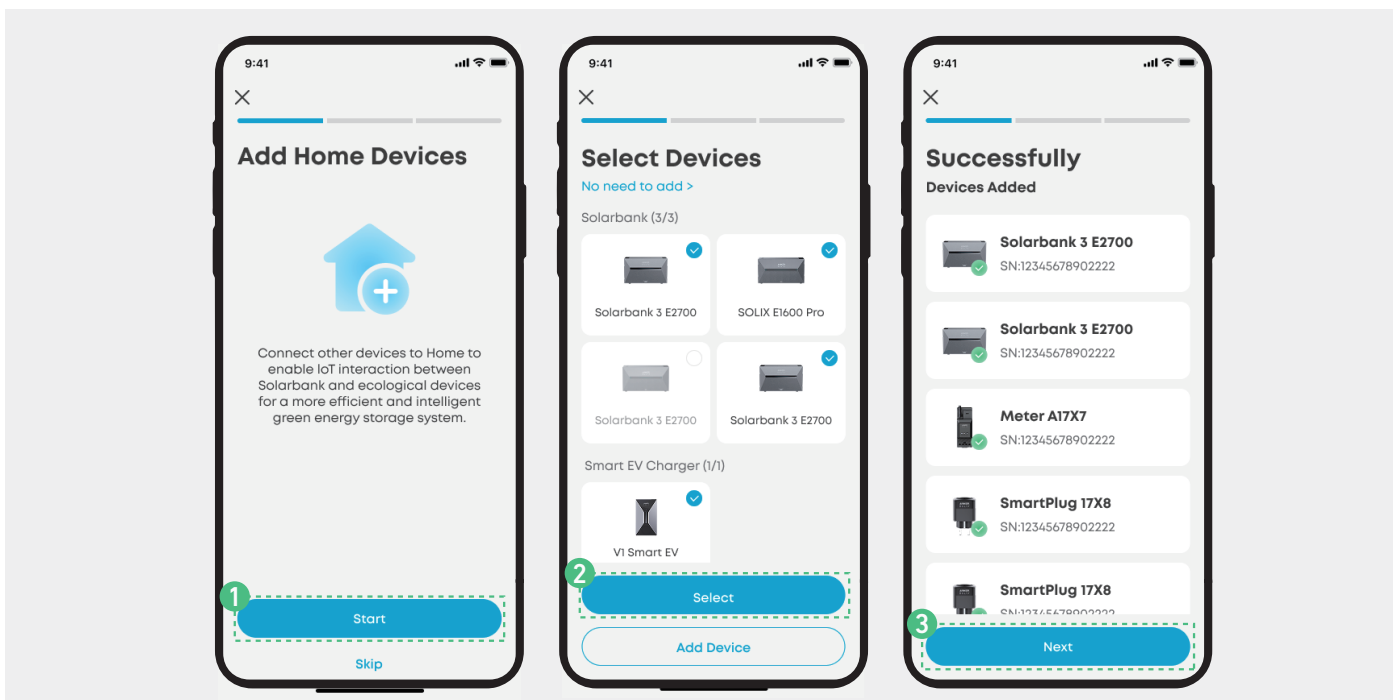 9:41
Add Home Devices
Connect other devices to Home to
enable IoT interaction between
Solarbank and ecological devices
for a more efficient and intelligent
green energy storage system.
1
Start
Skip
9:41
Select Devices
No need to add >
Solarbank (3/3)
Solarbank 3 E2700
SOLIX E1600 Pro
Solarbank 3 E2700
Solarbank 3 E2700
Smart EV Charger (1/1)
V1 Smart EV
2
Select
Add Device
9:41
Successfully
Devices Added
Solarbank 3 E2700
SN:12345678902222
Solarbank 3 E2700
SN:12345678902222
Meter A17X7
SN:12345678902222
SmartPlug 17X8
SN:12345678902222
SmartPlug 17X8
SN:12345678902222
3
Next